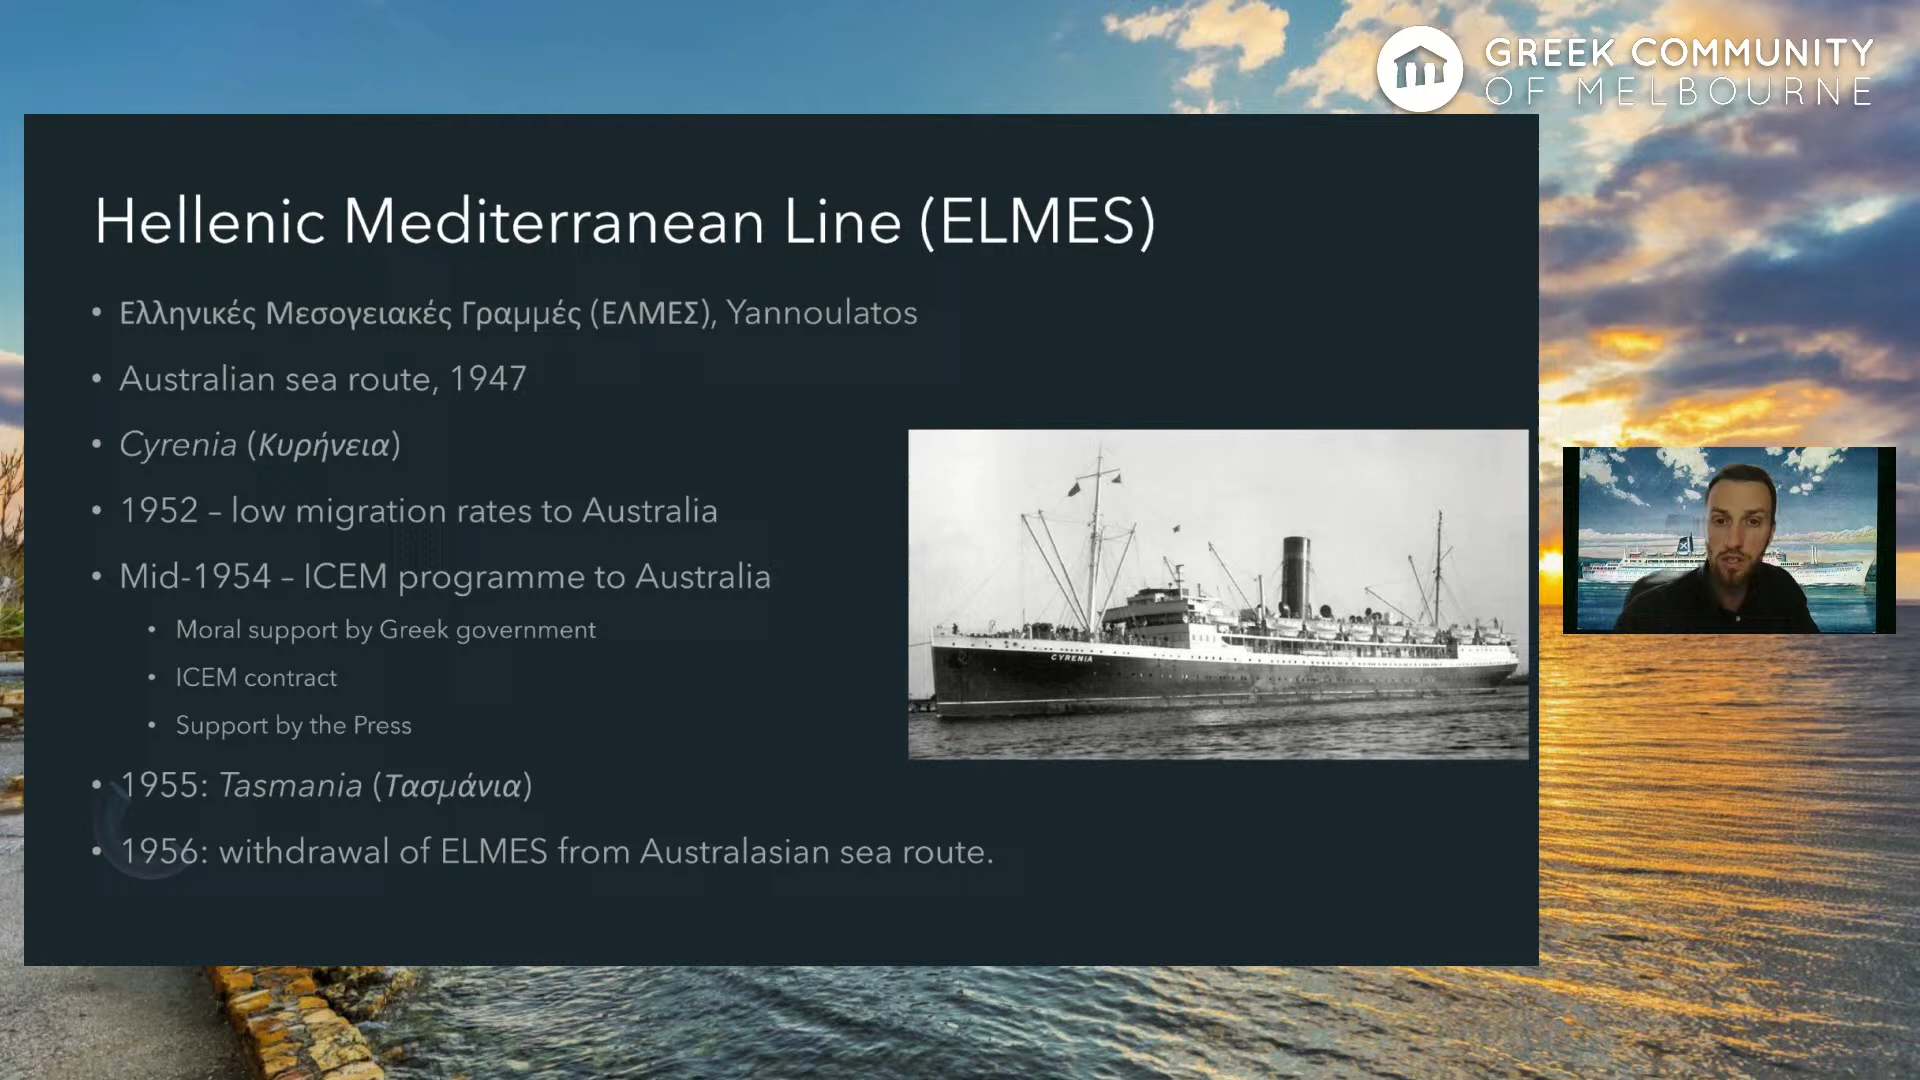 GREEK COMMUNITY
OF MELBOURNE
Hellenic Mediterranean Line (ELMES)
• Ελληνικές Μεσογειακές Γραμμές (ΕΛΜΕΣ), Yannoulatos
• Australian sea route, 1947
• Cyrenia (Κυρήνεια)
• 1952 – low migration rates to Australia
• Mid-1954 – ICEM programme to Australia
• Moral support by Greek government
• ICEM contract
• Support by the Press
• 1955: Tasmania (Τασμάνια)
• 1956: withdrawal of ELMES from Australasian sea route.
CYRENIA